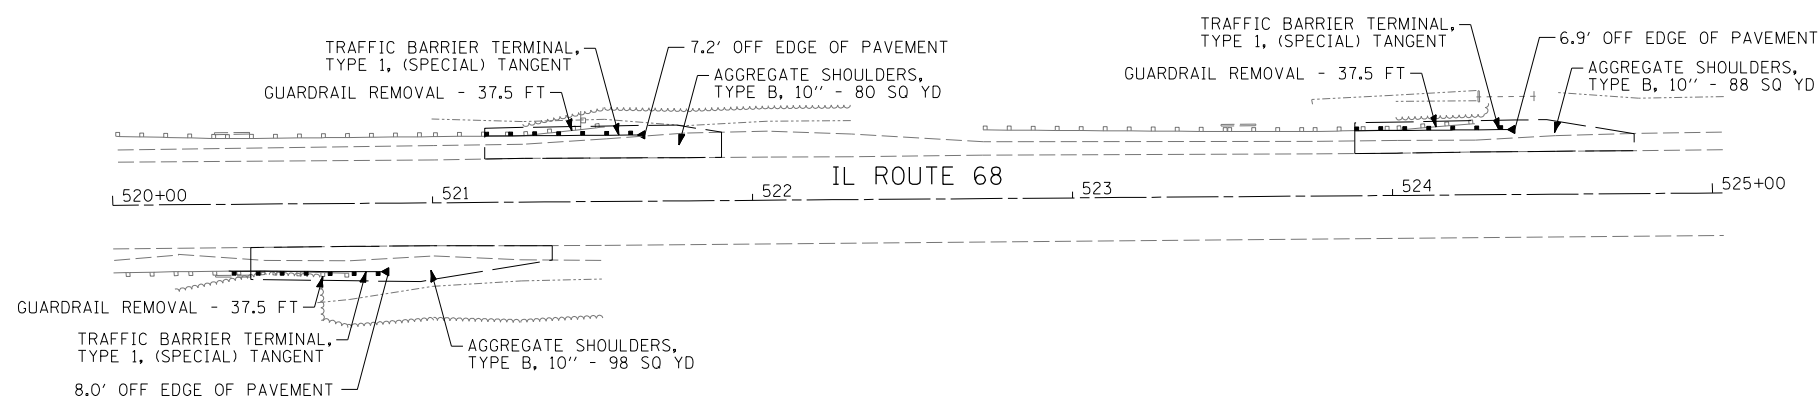 TRAFFIC BARRIER TERMINAL,
TYPE 1, (SPECIAL) TANGENT
7.2' OFF EDGE OF PAVEMENT
GUARDRAIL REMOVAL - 37.5 FT
AGGREGATE SHOULDERS,
TYPE B, 10'' - 80 SQ YD
TRAFFIC BARRIER TERMINAL,
TYPE 1, (SPECIAL) TANGENT
6.9' OFF EDGE OF PAVEMENT
GUARDRAIL REMOVAL - 37.5 FT
AGGREGATE SHOULDERS,
TYPE B, 10'' - 88 SQ YD
IL ROUTE 68
520+00
521
522
523
524
525+00
GUARDRAIL REMOVAL - 37.5 FT
TRAFFIC BARRIER TERMINAL,
TYPE 1, (SPECIAL) TANGENT
8.0' OFF EDGE OF PAVEMENT
AGGREGATE SHOULDERS,
TYPE B, 10'' - 98 SQ YD